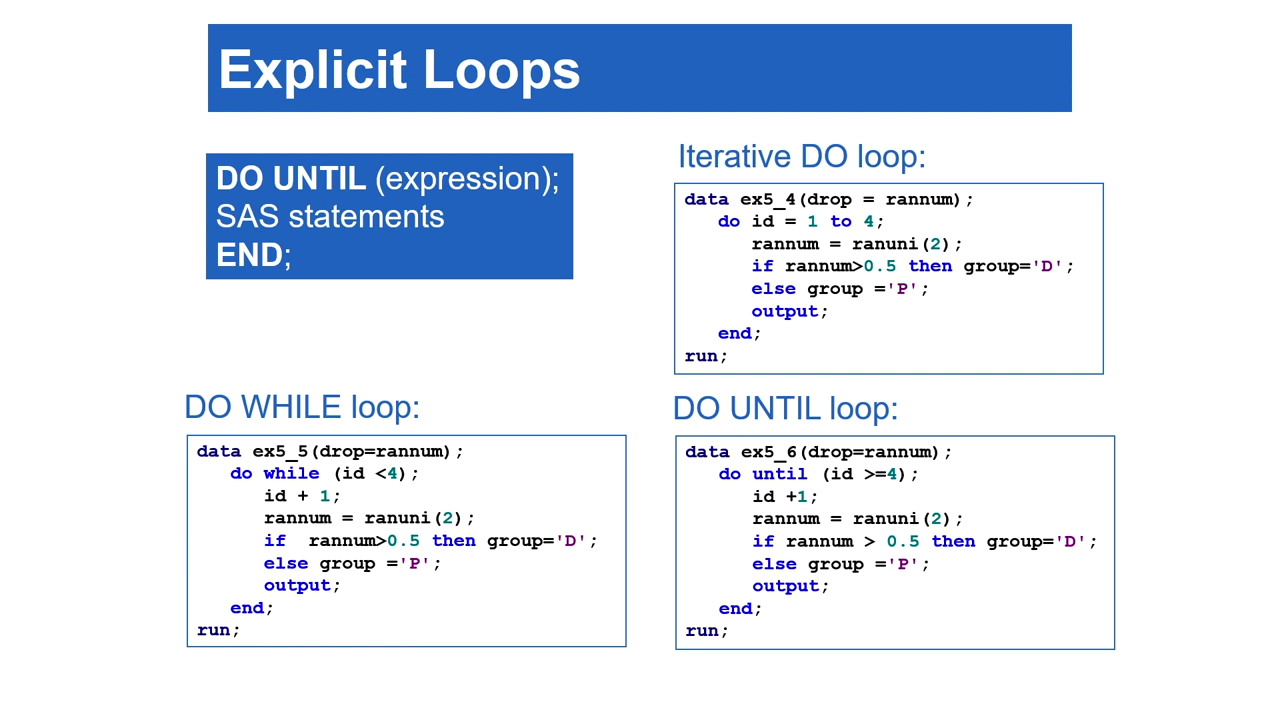 Explicit Loops
DO UNTIL (expression);
SAS statements
END;
Iterative DO loop:
data ex5_4(drop = rannum);
do id = 1 to 4;
rannum = ranuni(2);
if rannum>0.5 then group='D';
else group ='P';
output;
end;
run;
DO WHILE loop:
data ex5_5(drop=rannum);
do while (id <4);
id + 1;
rannum = ranuni(2);
if  rannum>0.5 then group='D';
else group ='P';
output;
end;
run;
DO UNTIL loop:
data ex5_6(drop=rannum);
do until (id >=4);
id +1;
rannum = ranuni(2);
if rannum > 0.5 then group='D';
else group ='P';
output;
end;
run;